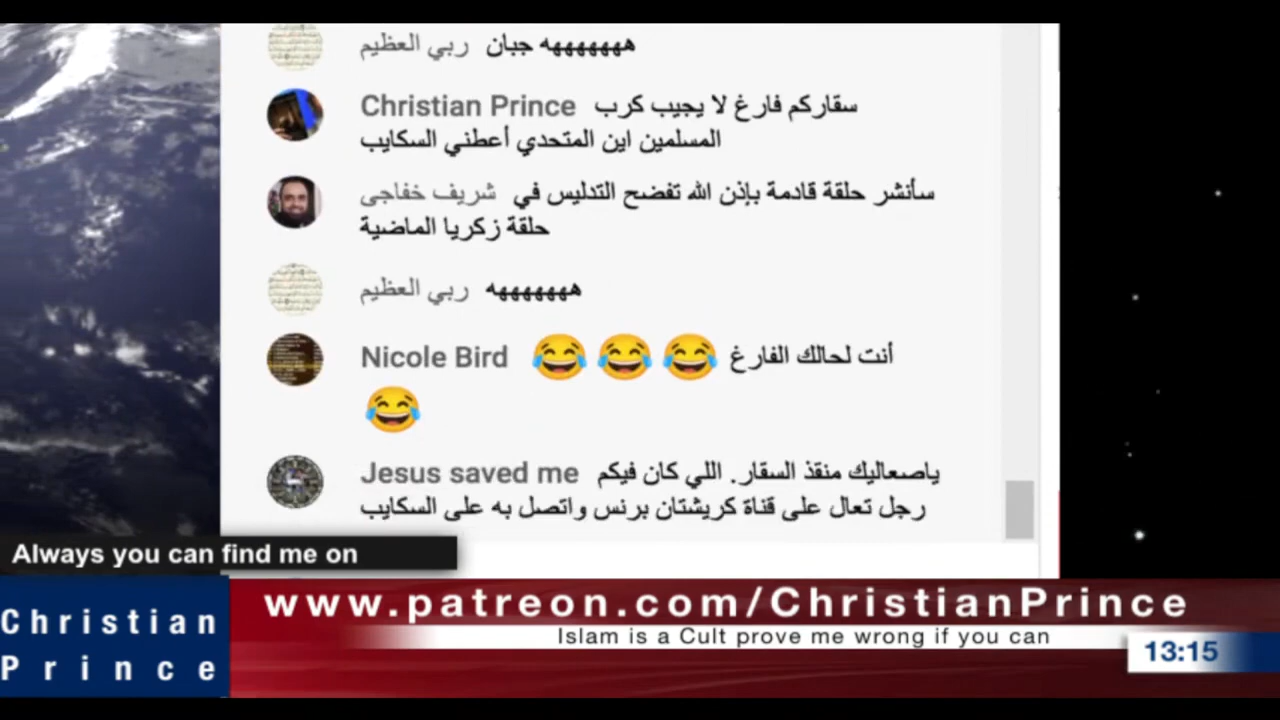 ربي العظيم ههههههه جبان
Christian Prince سقاركم فارغ لا يجيب كرب
المسلمين اين المتحدي أعطني السكايب
شريف خفاجى سأنشر حلقة قادمة بإذن الله تفضح التدليس في
حلقة زكريا الماضية
ربي العظيم ههههههه
Nicole Bird 😂😂😂 أنت لحالك الفارغ
😂
Jesus saved me ياصعاليك منقذ السقار. اللي كان فيكم
رجل تعال على قناة كريشتان برنس واتصل به على السكايب
Always you can find me on
www.patreon.com/ChristianPrince
Islam is a Cult prove me wrong if you can
Christian
Prince
13:15